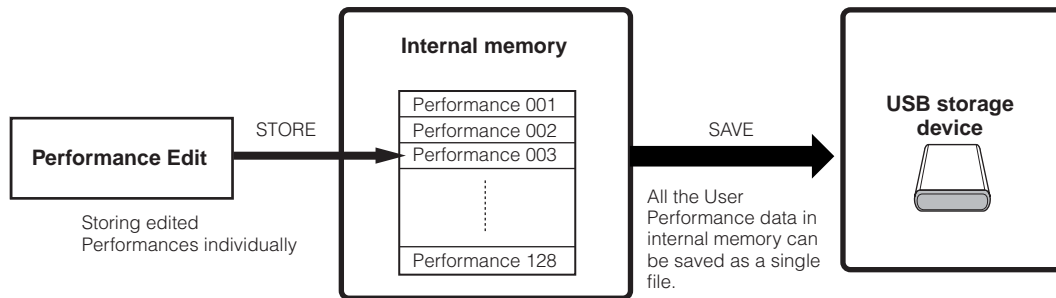 Performance Edit
Storing edited
Performances individually
STORE
Internal memory
Performance 001
Performance 002
Performance 003
Performance 128
SAVE
All the User
Performance data in
internal memory can
be saved as a single
file.
USB storage
device